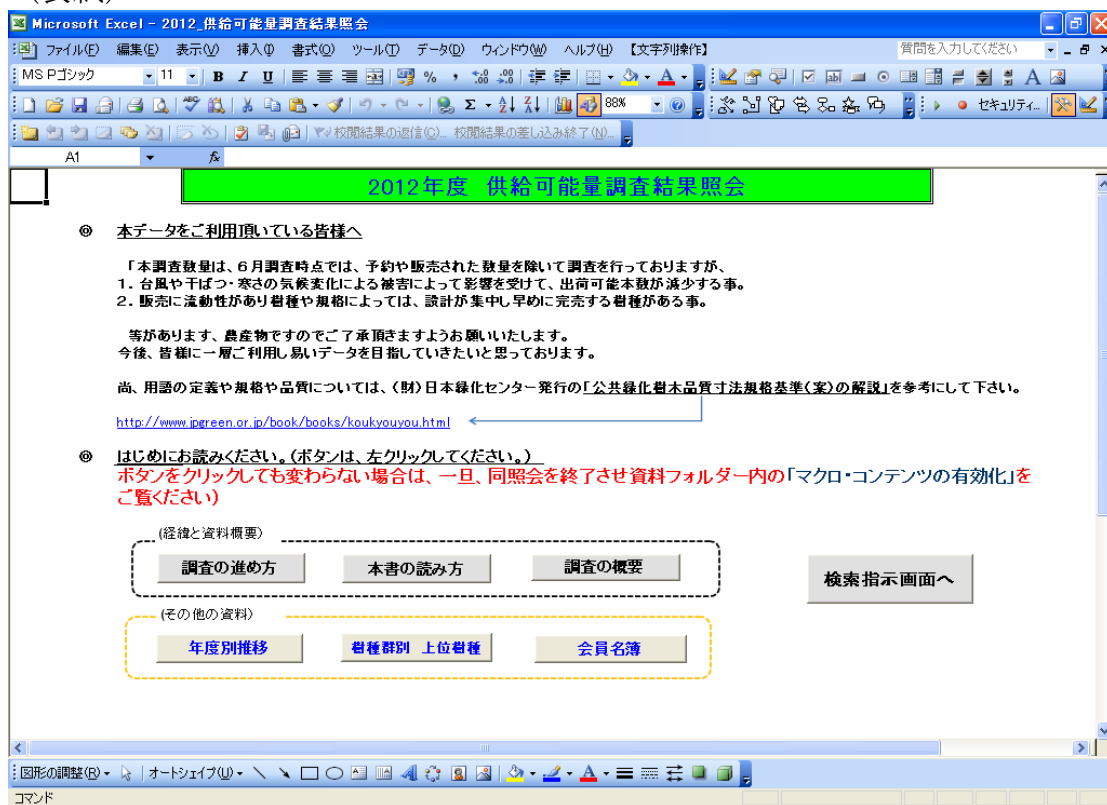 Microsoft Excel - 2012_供給可能量調査結果照会
ファイル(F) 編集(E) 表示(V) 挿入(I) 書式(O) ツール(T) データ(D) ウィンドウ(W) ヘルプ(H) 【文字列操作】 質問を入力してください
MS Pゴシック 11 B I U
88% セキュリティ...
校閲結果の返信(C)... 校閲結果の差し込み終了(N)...
A1 fx
2012年度 供給可能量調査結果照会
◎ 本データをご利用頂いている皆様へ
「本調査数量は、6月調査時点では、予約や販売された数量を除いて調査を行っておりますが、
1. 台風や干ばつ・寒さの気候変化による被害によって影響を受けて、出荷可能本数が減少する事。
2. 販売に流動性があり樹種や規格によっては、設計が集中し早めに完売する樹種がある事。
等があります、農産物ですのでご了承頂きますようお願いいたします。
今後、皆様に一層ご利用し易いデータを目指していきたいと思っております。
尚、用語の定義や規格や品質については、(財)日本緑化センター発行の「公共緑化樹木品質寸法規格基準(案)の解説」を参考にして下さい。
http://www.jpgreen.or.jp/book/books/koukyouyou.html
◎ はじめにお読みください。(ボタンは、左クリックしてください。)
ボタンをクリックしても変わらない場合は、一旦、同照会を終了させ資料フォルダー内の「マクロ・コンテンツの有効化」を
ご覧ください)
(経緯と資料概要)
調査の進め方 本書の読み方 調査の概要
検索指示画面へ
(その他の資料)
年度別推移 樹種群別 上位樹種 会員名簿
図形の調整(R) オートシェイプ(U)
コマンド